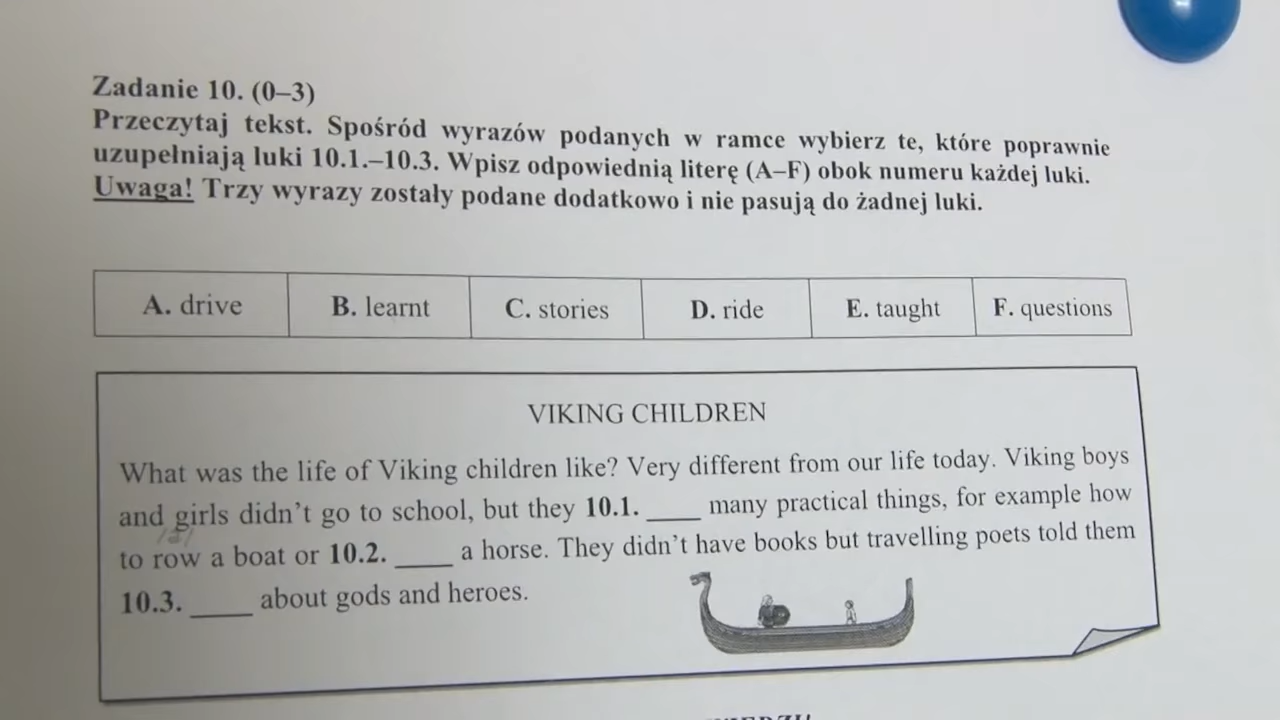 Zadanie 10. (0–3)
Przeczytaj tekst. Spośród wyrazów podanych w ramce wybierz te, które poprawnie
uzupełniają luki 10.1.–10.3. Wpisz odpowiednią literę (A–F) obok numeru każdej luki.
Uwaga! Trzy wyrazy zostały podane dodatkowo i nie pasują do żadnej luki.
A. drive B. learnt C. stories D. ride E. taught F. questions
VIKING CHILDREN
What was the life of Viking children like? Very different from our life today. Viking boys
and girls didn't go to school, but they 10.1. ____ many practical things, for example how
to row a boat or 10.2. ____ a horse. They didn't have books but travelling poets told them
10.3. ____ about gods and heroes.